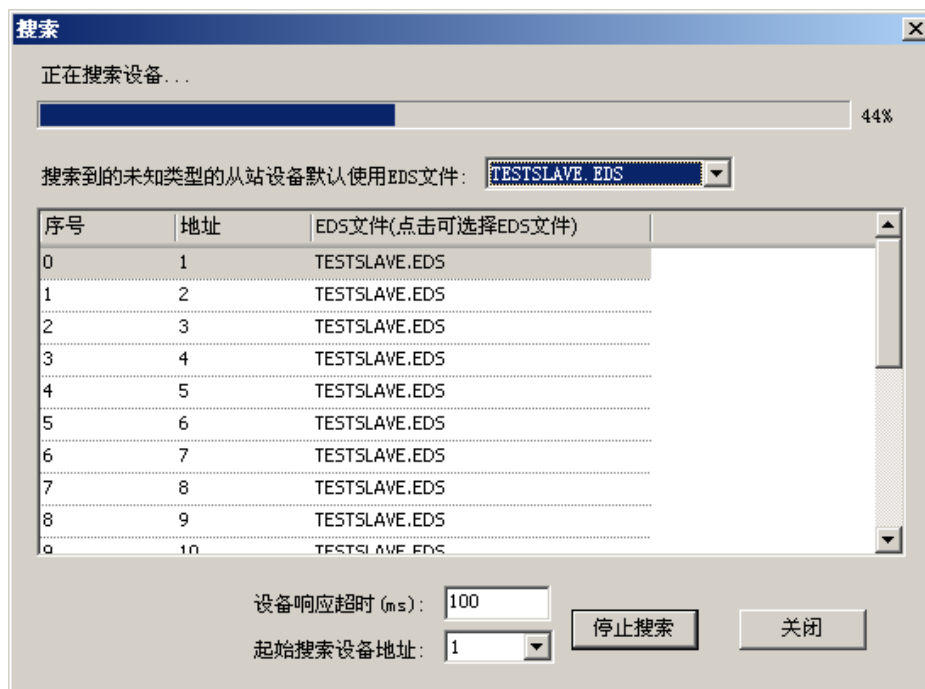 搜索
正在搜索设备...
44%
搜索到的未知类型的从站设备默认使用EDS文件: TESTSLAVE.EDS
序号 地址 EDS文件(点击可选择EDS文件)
0 1 TESTSLAVE.EDS
1 2 TESTSLAVE.EDS
2 3 TESTSLAVE.EDS
3 4 TESTSLAVE.EDS
4 5 TESTSLAVE.EDS
5 6 TESTSLAVE.EDS
6 7 TESTSLAVE.EDS
7 8 TESTSLAVE.EDS
8 9 TESTSLAVE.EDS
9 10 TESTSLAVE.EDS
设备响应超时(ms): 100
起始搜索设备地址: 1
停止搜索 关闭